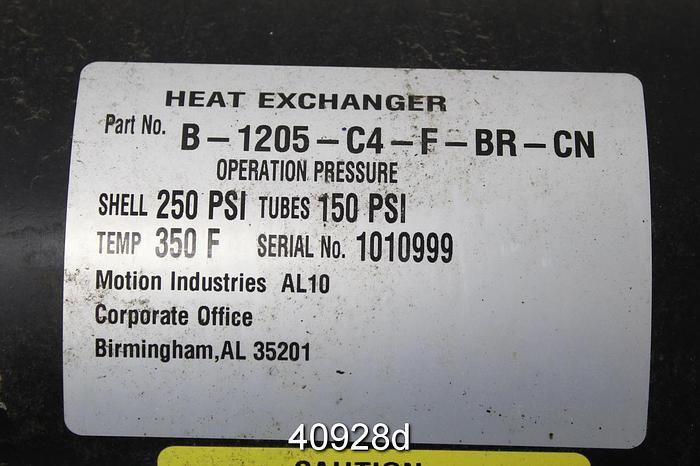 HEAT EXCHANGER
Part No. B-1205-C4-F-BR-CN
OPERATION PRESSURE
SHELL 250 PSI TUBES 150 PSI
TEMP 350 F SERIAL No. 1010999
Motion Industries AL10
Corporate Office
Birmingham,AL 35201
40928d
CAUTION